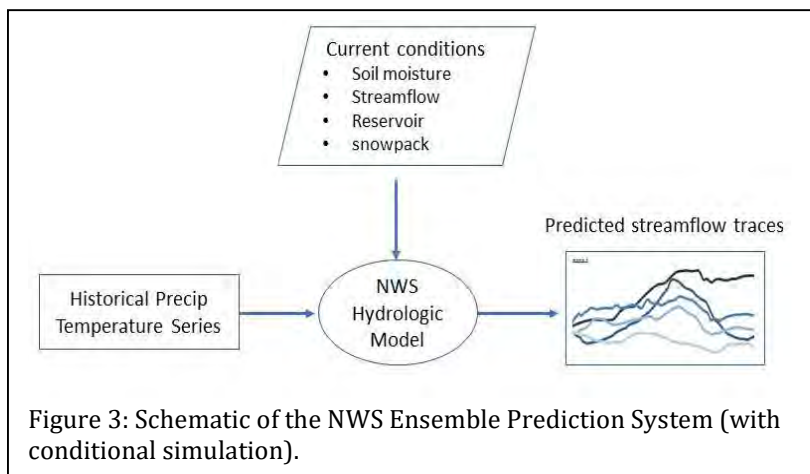 Current conditions
• Soil moisture
• Streamflow
• Reservoir
• snowpack
Predicted streamflow traces
Historical Precip
Temperature Series
NWS
Hydrologic
Model
Figure 3: Schematic of the NWS Ensemble Prediction System (with
conditional simulation).